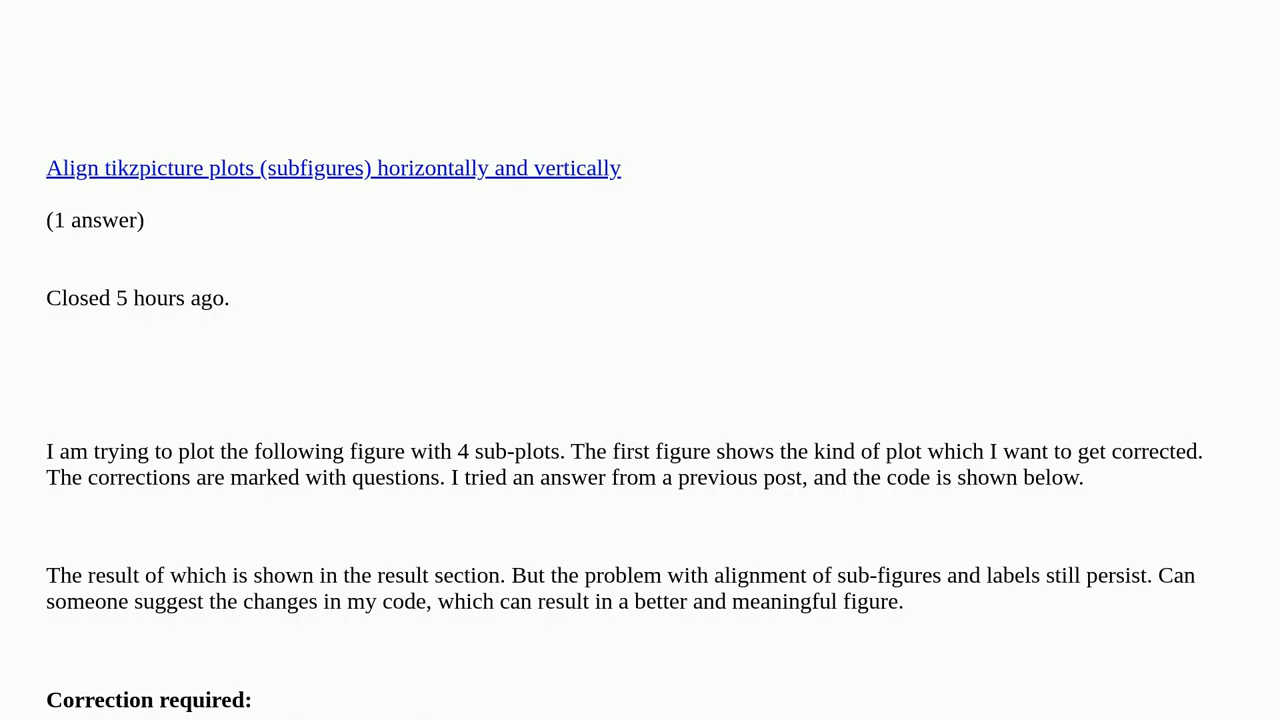 Align tikzpicture plots (subfigures) horizontally and vertically
(1 answer)
Closed 5 hours ago.
I am trying to plot the following figure with 4 sub-plots. The first figure shows the kind of plot which I want to get corrected.
The corrections are marked with questions. I tried an answer from a previous post, and the code is shown below.
The result of which is shown in the result section. But the problem with alignment of sub-figures and labels still persist. Can
someone suggest the changes in my code, which can result in a better and meaningful figure.
Correction required: